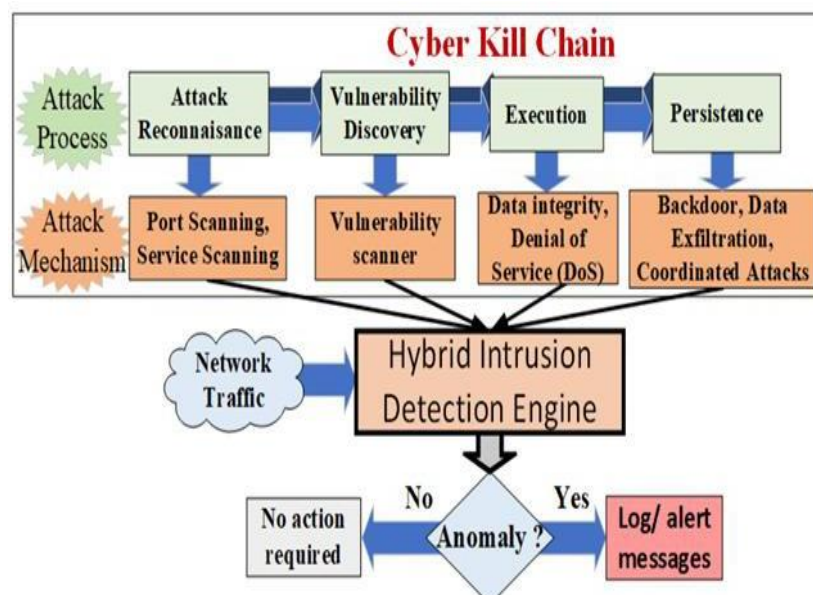 Cyber Kill Chain
Attack
Process
Attack
Reconnaisance
Vulnerability
Discovery
Execution
Persistence
Attack
Mechanism
Port Scanning,
Service Scanning
Vulnerability
scanner
Data integrity,
Denial of
Service (DoS)
Backdoor, Data
Exfiltration,
Coordinated Attacks
Network
Traffic
Hybrid Intrusion
Detection Engine
No
Yes
No action
required
Anomaly ?
Log/ alert
messages